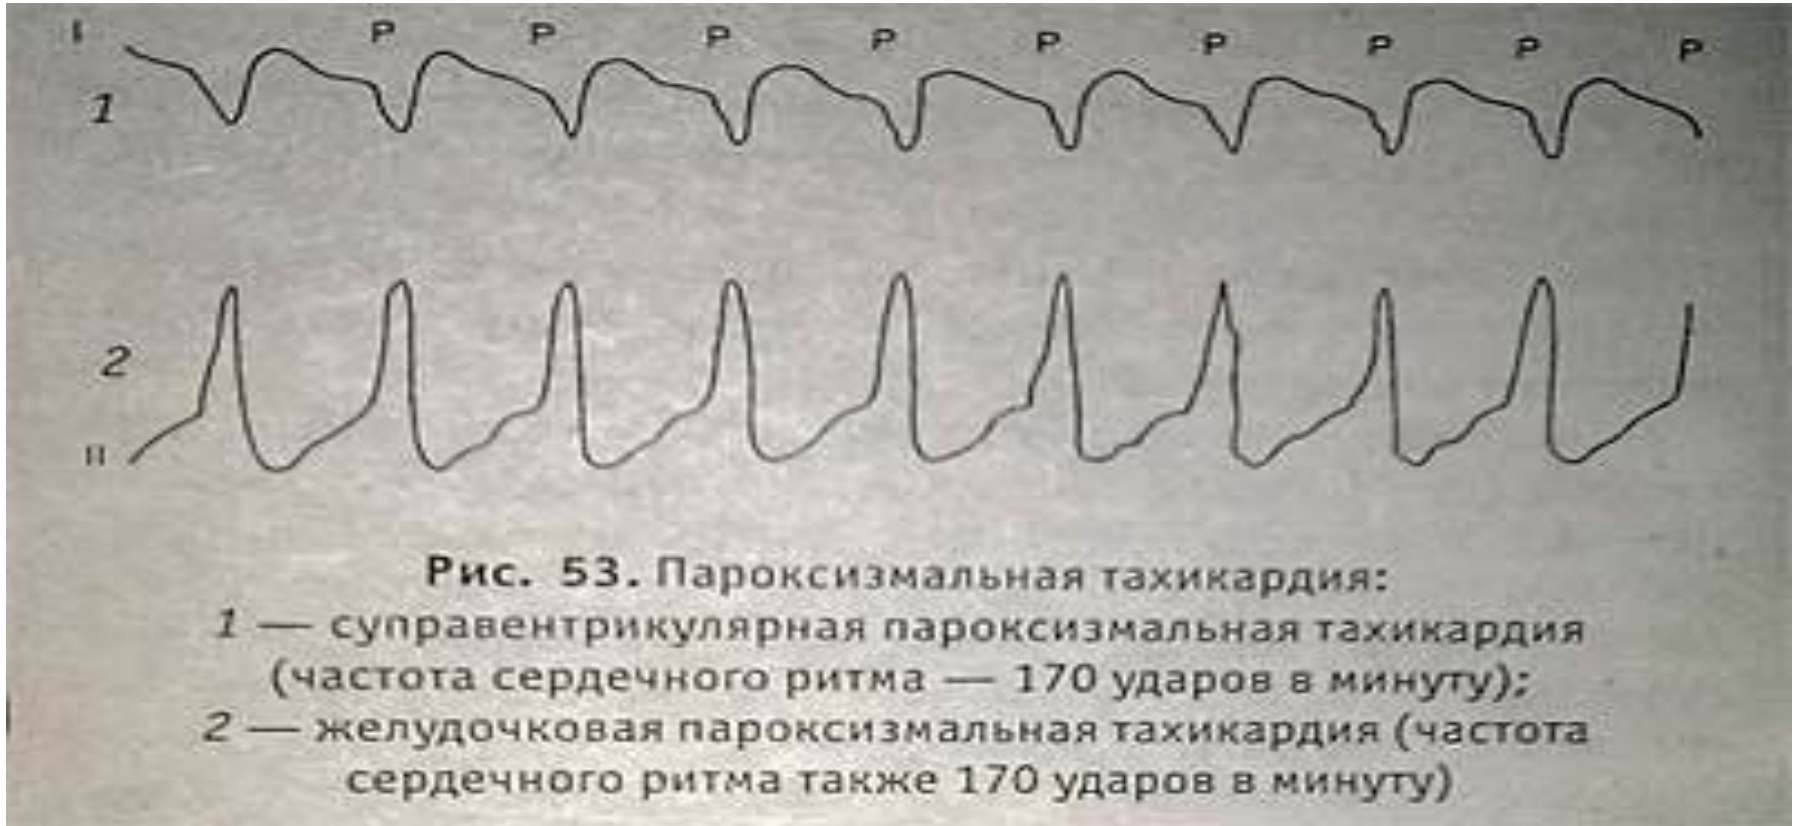 I P P P P P P P P P
1
2
II
Рис. 53. Пароксизмальная тахикардия:
1 — суправентрикулярная пароксизмальная тахикардия
(частота сердечного ритма — 170 ударов в минуту);
2 — желудочковая пароксизмальная тахикардия (частота
сердечного ритма также 170 ударов в минуту)